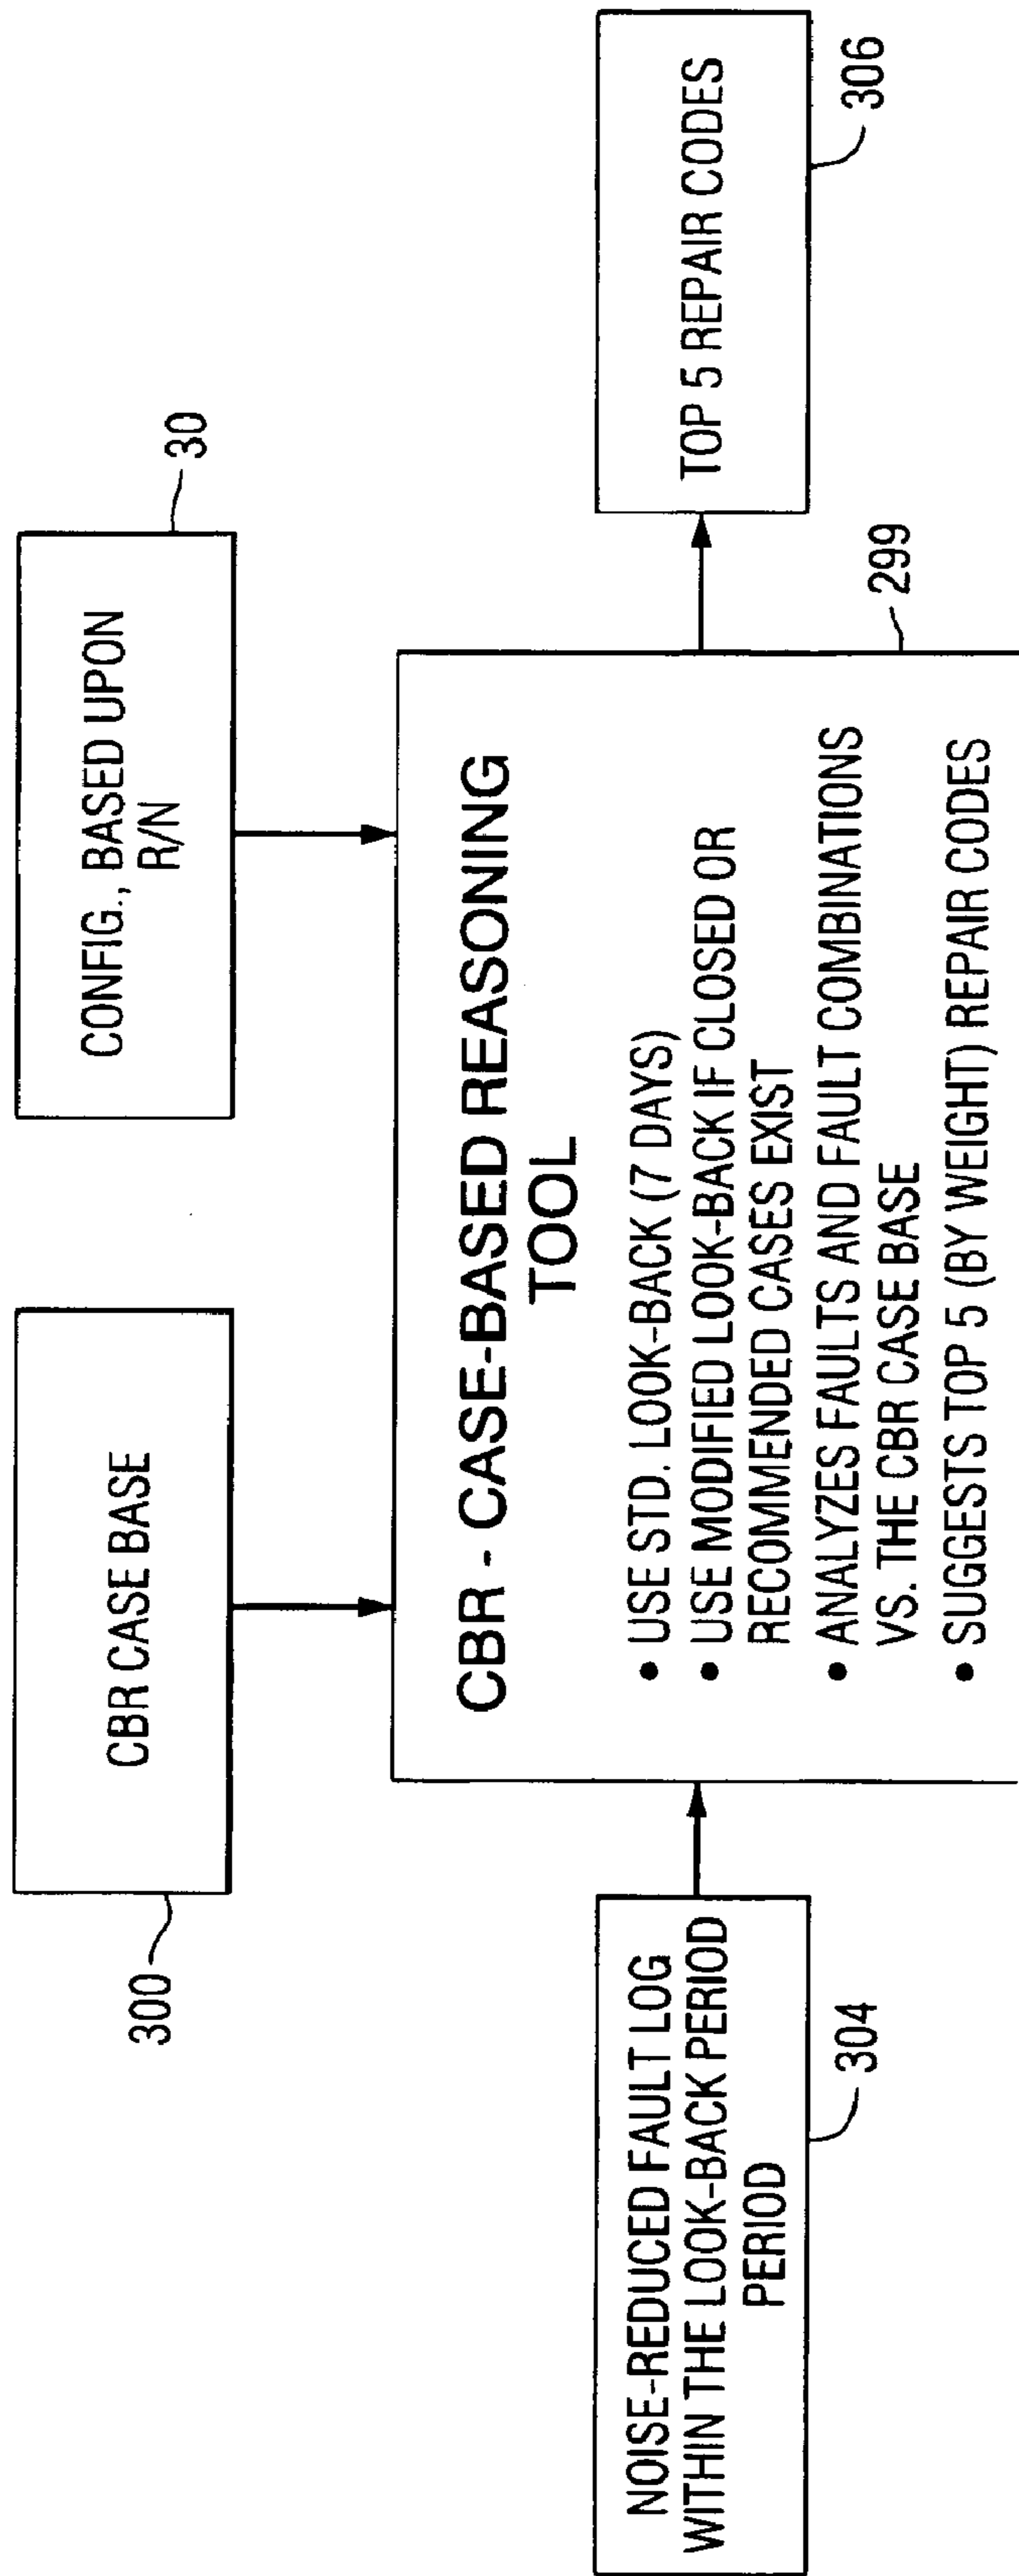 300
CBR CASE BASE
CONFIG., BASED UPON
R/N
30
CBR - CASE-BASED REASONING
TOOL
• USE STD. LOOK-BACK (7 DAYS)
• USE MODIFIED LOOK-BACK IF CLOSED OR
RECOMMENDED CASES EXIST
• ANALYZES FAULTS AND FAULT COMBINATIONS
VS. THE CBR CASE BASE
• SUGGESTS TOP 5 (BY WEIGHT) REPAIR CODES
299
NOISE-REDUCED FAULT LOG
WITHIN THE LOOK-BACK PERIOD
PERIOD
304
TOP 5 REPAIR CODES
306